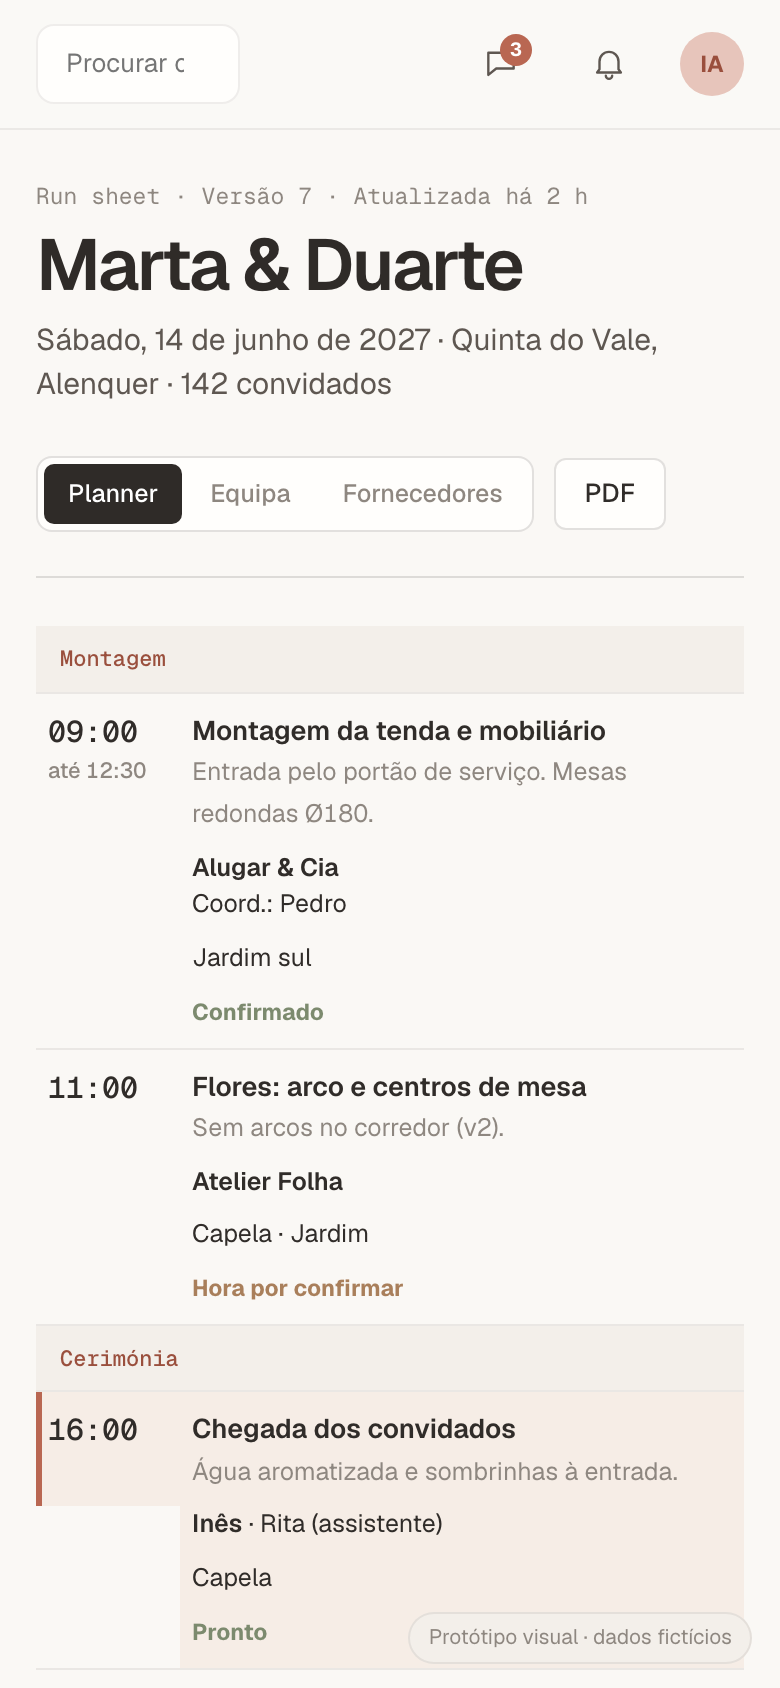 Procurar c
3
IA
Run sheet · Versão 7 · Atualizada há 2 h
Marta & Duarte
Sábado, 14 de junho de 2027 · Quinta do Vale,
Alenquer · 142 convidados
Planner
Equipa
Fornecedores
PDF
Montagem
09:00
Montagem da tenda e mobiliário
até 12:30
Entrada pelo portão de serviço. Mesas
redondas Ø180.
Alugar & Cia
Coord.: Pedro
Jardim sul
Confirmado
11:00
Flores: arco e centros de mesa
Sem arcos no corredor (v2).
Atelier Folha
Capela · Jardim
Hora por confirmar
Cerimónia
16:00
Chegada dos convidados
Água aromatizada e sombrinhas à entrada.
Inês · Rita (assistente)
Capela
Pronto
Protótipo visual · dados fictícios